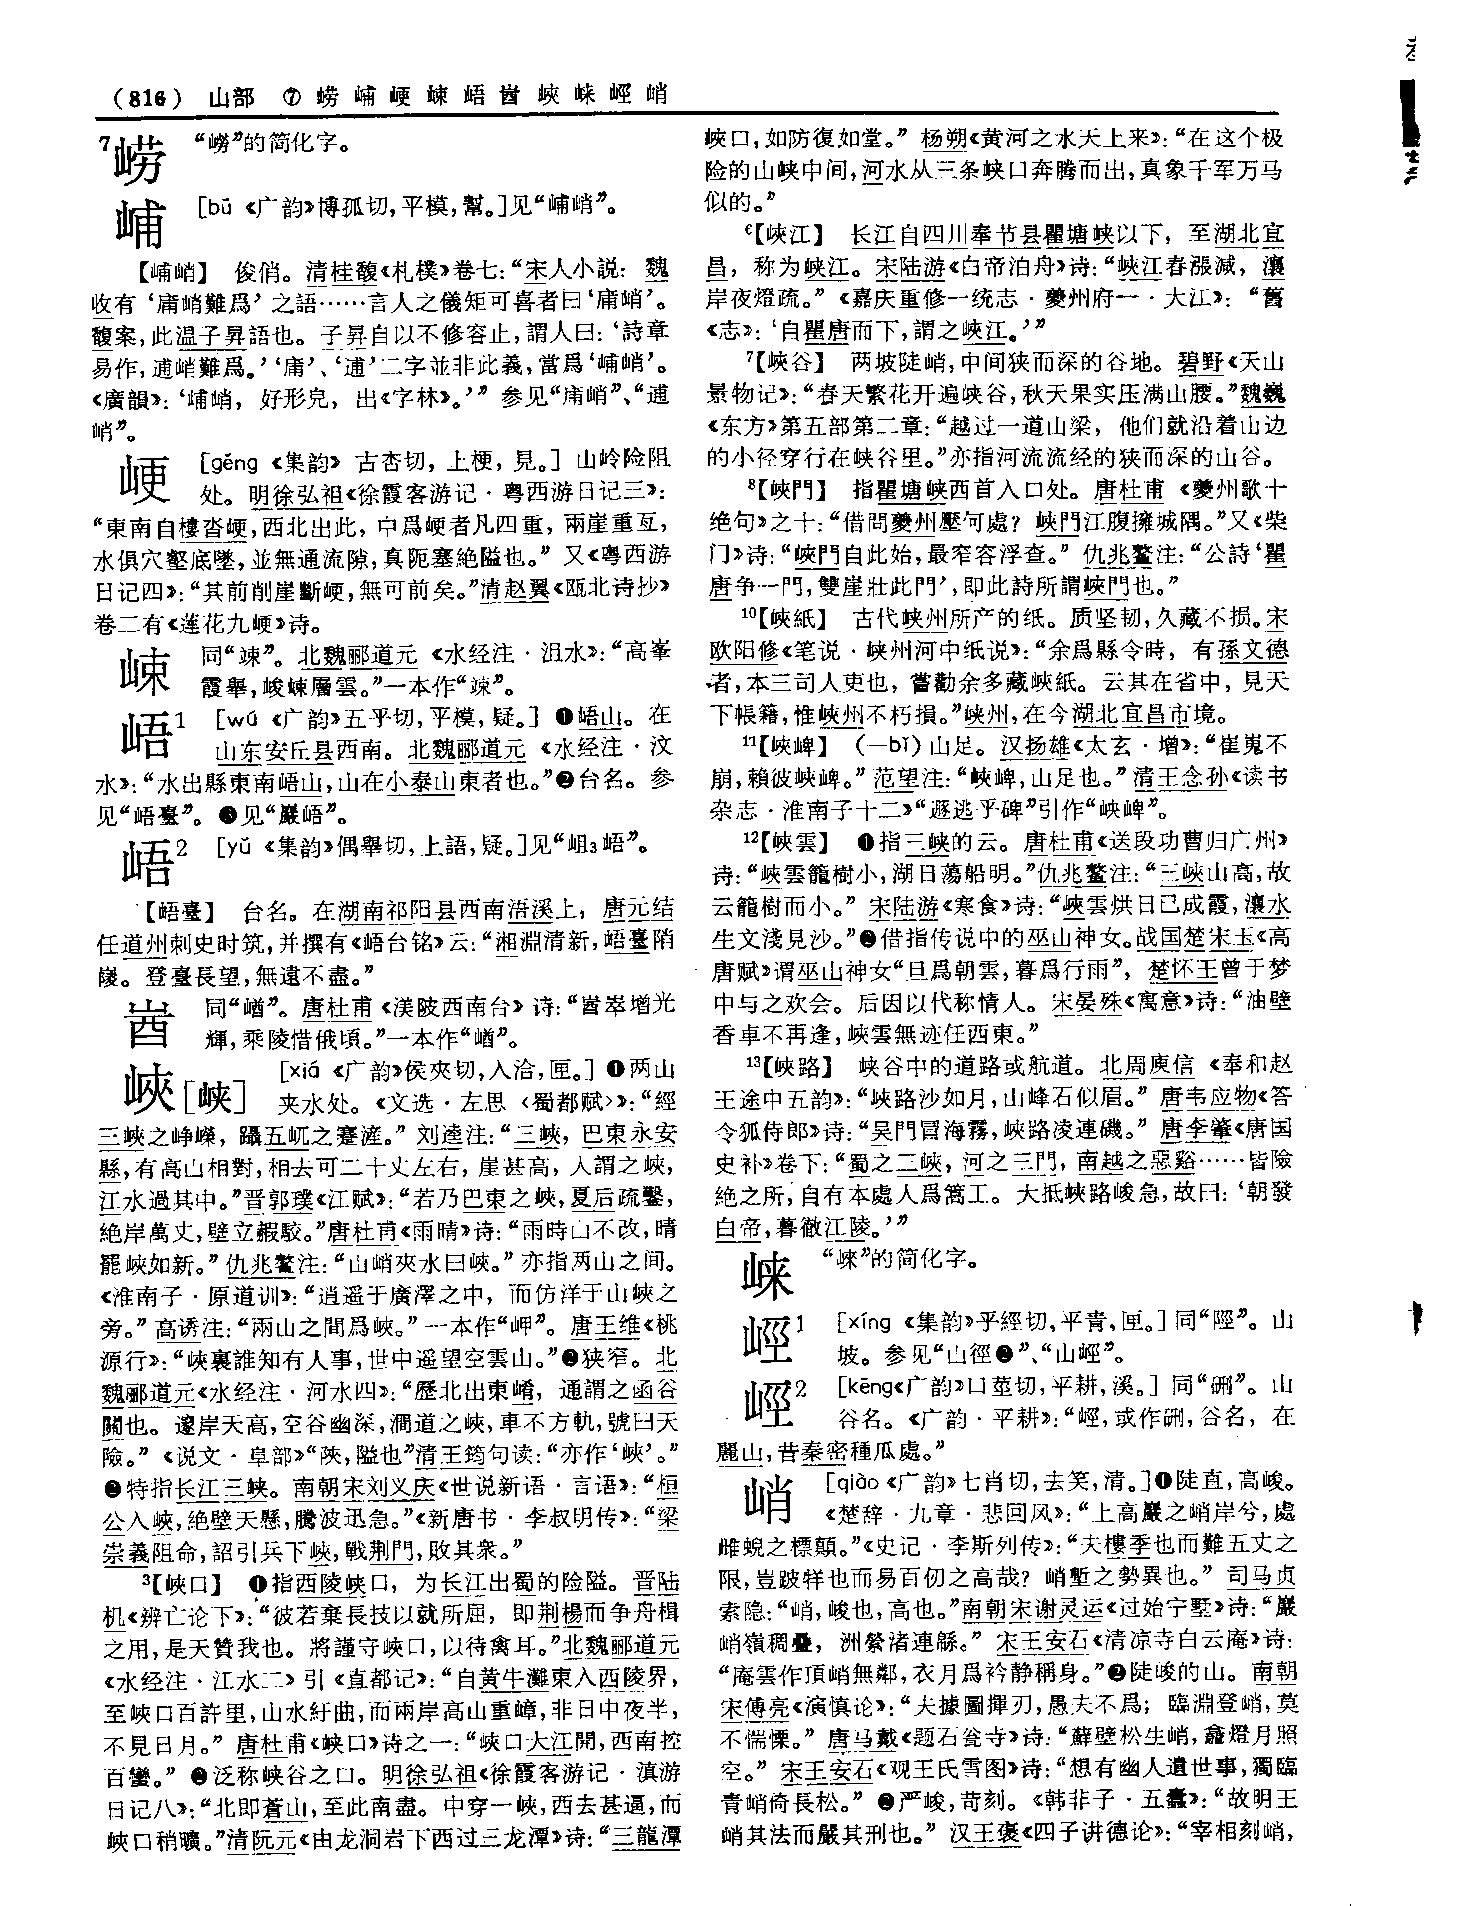 (816) 山部 ⑦ 崂 峬 峺 𡷿 峿 峕 峽 崃 峌 峭
7崂 “嶗”的简化字。
峬 [bū《广韵》博孤切,平模,幫。]见“峬峭”。
【峬峭】 俊俏。清桂馥《札樸》卷七:“宋人小説: 魏
收有‘庯峭難爲’之語……言人之儀矩可喜者曰‘庯峭’。
馥案,此温子昇語也。子昇自以不修容止,謂人曰:‘詩章
易作,逋峭難爲。’‘庯’、‘逋’二字並非此義,當爲‘峬峭’。
《廣韻》:‘峬峭, 好形皃, 出《字林》。’” 参见“庯峭”、“逋
峭”。
峺 [gěng《集韵》古杏切,上梗,見。] 山岭险阻
处。明徐弘祖《徐霞客游记·粤西游日记三》:
“東南自樓沓峺,西北出此,中爲峺者凡四重,兩崖重亙,
水俱穴壑底墜,並無通流隙,真阨塞絶隘也。” 又《粤西游
日记四》:“其前削崖斷峺,無可前矣。”清赵翼《瓯北诗抄》
卷二有《莲花九峺》诗。
同“竦”。北魏郦道元《水经注·沮水》:“高峯
霞舉,峻崠層雲。”一本作“竦”。
峿1 [wú《广韵》五乎切,平模,疑。] ❶峿山。在
山东安丘县西南。北魏郦道元《水经注·汶
水》:“水出縣東南峿山,山在小泰山東者也。”❷台名。参
见“峿臺”。❸见“巖峿”。
峿2 [yǔ《集韵》偶舉切,上語,疑。]见“岨3峿”。
【峿臺】 台名。在湖南祁阳县西南浯溪上, 唐元结
任道州刺史时筑,并撰有《峿台铭》云:“湘淵清新,峿臺陗
陖。登臺長望,無遠不盡。”
同“崷”。唐杜甫《渼陂西南台》诗:“崷崒增光
輝,乘陵惜俄頃。”一本作“崷”。
峽[峡] [xiá《广韵》侯夾切,入洽,匣。] ❶两山
夹水处。《文选·左思〈蜀都赋〉》:“經
三峽之峥嶸, 躡五屼之蹇滻。” 刘逵注:“三峽, 巴東永安
縣,有高山相對,相去可二十丈左右, 崖甚高, 人謂之峽,
江水過其中。”晋郭璞《江赋》:“若乃巴東之峽,夏后疏鑿,
絶岸萬丈,壁立赮駮。”唐杜甫《雨晴》诗:“雨時山不改,晴
罷峽如新。” 仇兆鳌注:“山峭夾水曰峽。” 亦指两山之间。
《淮南子·原道训》:“逍遥于廣澤之中, 而仿洋于山峽之
旁。” 高诱注:“兩山之間爲峽。” 一本作“岬”。唐王维《桃
源行》:“峽裏誰知有人事,世中遥望空雲山。”❷狭窄。北
魏郦道元《水经注·河水四》:“歷北出東崤, 通謂之函谷
關也。 邃岸天高,空谷幽深,澗道之峽,車不方軌,號曰天
險。”《说文·阜部》“陝,隘也”清王筠句读:“亦作‘峽’。”
❸特指长江三峡。南朝宋刘义庆《世说新语·言语》:“桓
公入峽,絶壁天懸,騰波迅急。”《新唐书·李叔明传》:“梁
崇義阻命,詔引兵下峽,戰荆門,敗其衆。”
3【峽口】 ❶指西陵峡口, 为长江出蜀的险隘。晋陆
机《辨亡论下》:“彼若棄長技以就所屈, 即荆楊而争舟楫
之用,是天贊我也。將謹守峽口,以待禽耳。”北魏郦道元
《水经注·江水二》引《宜都记》:“自黄牛灘東入西陵界,
至峽口百許里,山水紆曲,而兩岸高山重嶂,非日中夜半,
不見日月。” 唐杜甫《峡口》诗之一:“峽口大江開,西南控
百蠻。” ❷泛称峡谷之口。明徐弘祖《徐霞客游记·滇游
日记八》:“北即蒼山,至此南盡。中穿一峽,西去甚逼,而
峽口稍曠。”清阮元《由龙洞岩下西过三龙潭》诗:“三龍潭
峽口,如防復如堂。” 杨朔《黄河之水天上来》:“在这个极
险的山峡中间,河水从三条峡口奔腾而出,真象千军万马
似的。”
6【峽江】 长江自四川奉节县瞿塘峡以下, 至湖北宜
昌, 称为峡江。宋陆游《白帝泊舟》诗:“峽江春漲減, 瀼
岸夜燈疏。”《嘉庆重修一统志·夔州府一·大江》: “舊
《志》:‘自瞿唐而下,謂之峽江。’”
7【峽谷】 两坡陡峭,中间狭而深的谷地。碧野《天山
景物记》:“春天繁花开遍峡谷,秋天果实压满山腰。”魏巍
《东方》第五部第二章:“越过一道山梁, 他们就沿着山边
的小径穿行在峡谷里。”亦指河流流经的狭而深的山谷。
8【峽門】 指瞿塘峡西首入口处。唐杜甫《夔州歌十
绝句》之十:“借問夔州壓何處? 峽門江腹擁城隅。”又《柴
门》诗:“峽門自此始,最窄容浮查。” 仇兆鳌注:“公詩‘瞿
唐争一門,雙崖壯此門’,即此詩所謂峽門也。”
10【峽紙】 古代峡州所产的纸。质坚韧,久藏不损。宋
欧阳修《笔说·峡州河中纸说》:“余爲縣令時, 有孫文德
者,本三司人吏也, 嘗勸余多藏峽紙。云其在省中, 見天
下帳籍,惟峽州不朽損。”峡州,在今湖北宜昌市境。
11【峽崥】 (—bǐ)山足。汉扬雄《太玄·增》:“崔嵬不
崩,賴彼峽崥。” 范望注:“峽崥,山足也。” 清王念孙《读书
杂志·淮南子十二》“遯逃乎碑”引作“岟崥”。
12【峽雲】 ❶指三峡的云。唐杜甫《送段功曹归广州》
诗:“峽雲籠樹小,湖日蕩船明。”仇兆鳌注:“三峽山高,故
云籠樹而小。” 宋陆游《寒食》诗:“峽雲烘日已成霞,瀼水
生文淺見沙。”❷借指传说中的巫山神女。战国楚宋玉《高
唐赋》谓巫山神女“旦爲朝雲,暮爲行雨”, 楚怀王曾于梦
中与之欢会。后因以代称情人。宋晏殊《寓意》诗:“油壁
香車不再逢,峽雲無迹任西東。”
13【峽路】 峡谷中的道路或航道。北周庾信《奉和赵
王途中五韵》:“峽路沙如月,山峰石似眉。” 唐韦应物《答
令狐侍郎》诗:“吴門冒海霧,峽路凌連磯。” 唐李肇《唐国
史补》卷下:“蜀之三峽, 河之三門, 南越之惡谿……皆險
絶之所,自有本處人爲篙工。大抵峽路峻急,故曰:‘朝發
白帝,暮徹江陵。’”
崃 “崍”的简化字。
1 [xíng《集韵》乎經切,平青,匣。] 同“陘”。山
坡。参见“山徑❷”、“山峌”。
2 [kēng《广韵》口莖切,平耕,溪。] 同“硎”。山
谷名。《广韵·平耕》:“,或作硎,谷名, 在
麗山,昔秦密種瓜處。”
峭 [qiào《广韵》七肖切,去笑,清。]❶陡直,高峻。
《楚辞·九章·悲回风》:“上高巖之峭岸兮,處
雌蜺之標顛。”《史记·李斯列传》:“夫樓季也而難五丈之
限,豈跛牂也而易百仞之高哉? 峭塹之勢異也。” 司马贞
索隐:“峭,峻也,高也。”南朝宋谢灵运《过始宁墅》诗:“巖
峭嶺稠疊, 洲縈渚連緜。” 宋王安石《清凉寺白云庵》诗:
“庵雲作頂峭無鄰,衣月爲衿静稱身。”❷陡峻的山。南朝
宋傅亮《演慎论》:“夫據圖揮刃,愚夫不爲; 臨淵登峭,莫
不惴慄。” 唐马戴《题石瓮寺》诗:“蘚壁松生峭,龕燈月照
空。” 宋王安石《观王氏雪图》诗:“想有幽人遺世事,獨臨
青峭倚長松。” ❸严峻,苛刻。《韩非子·五蠹》:“故明王
峭其法而嚴其刑也。” 汉王褒《四子讲德论》:“宰相刻峭,